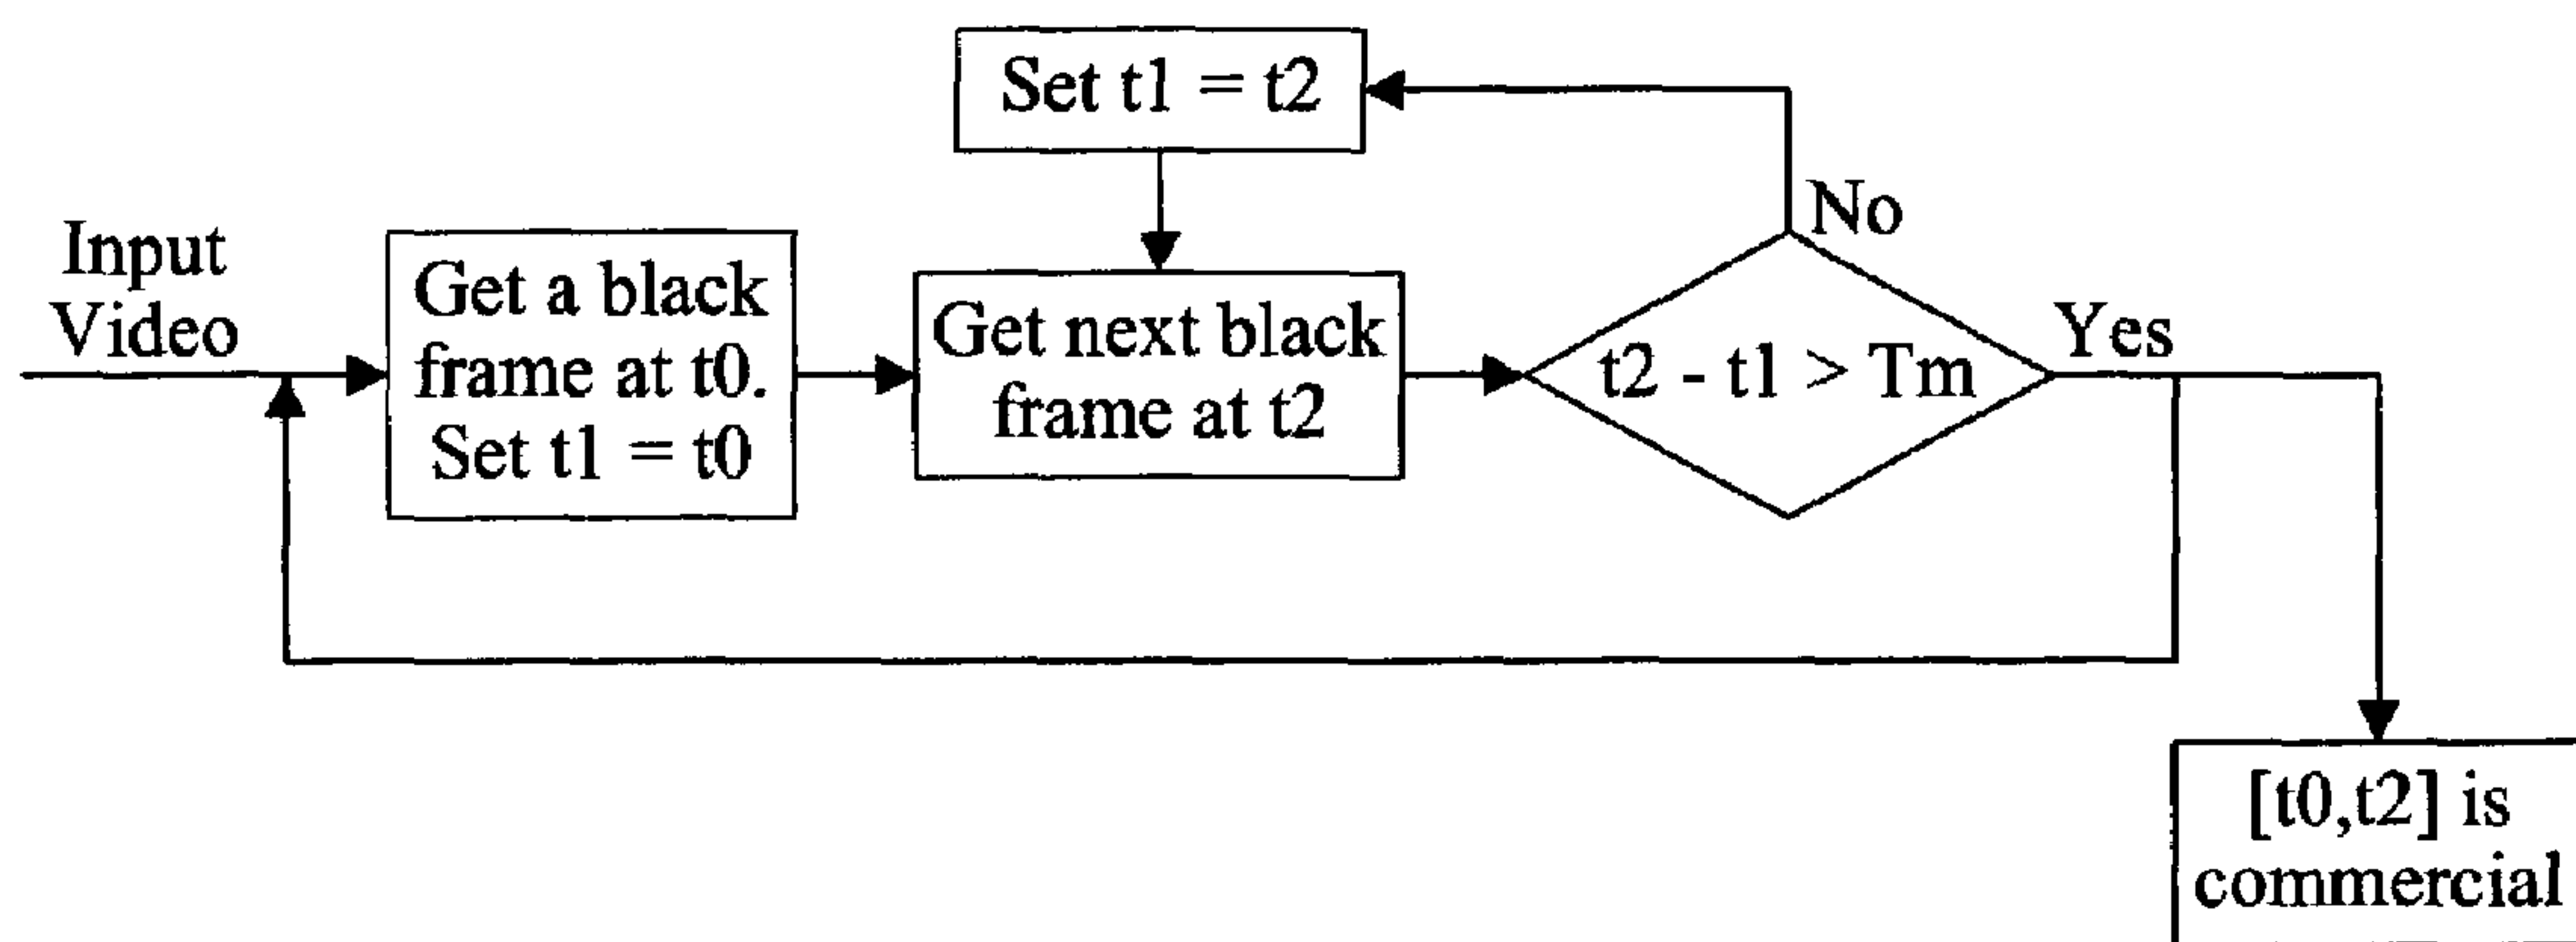 Set t1 = t2
No
Input
Video
Get a black
frame at t0.
Set t1 = t0
Get next black
frame at t2
t2 - t1 > Tm
Yes
[t0,t2] is
commercial